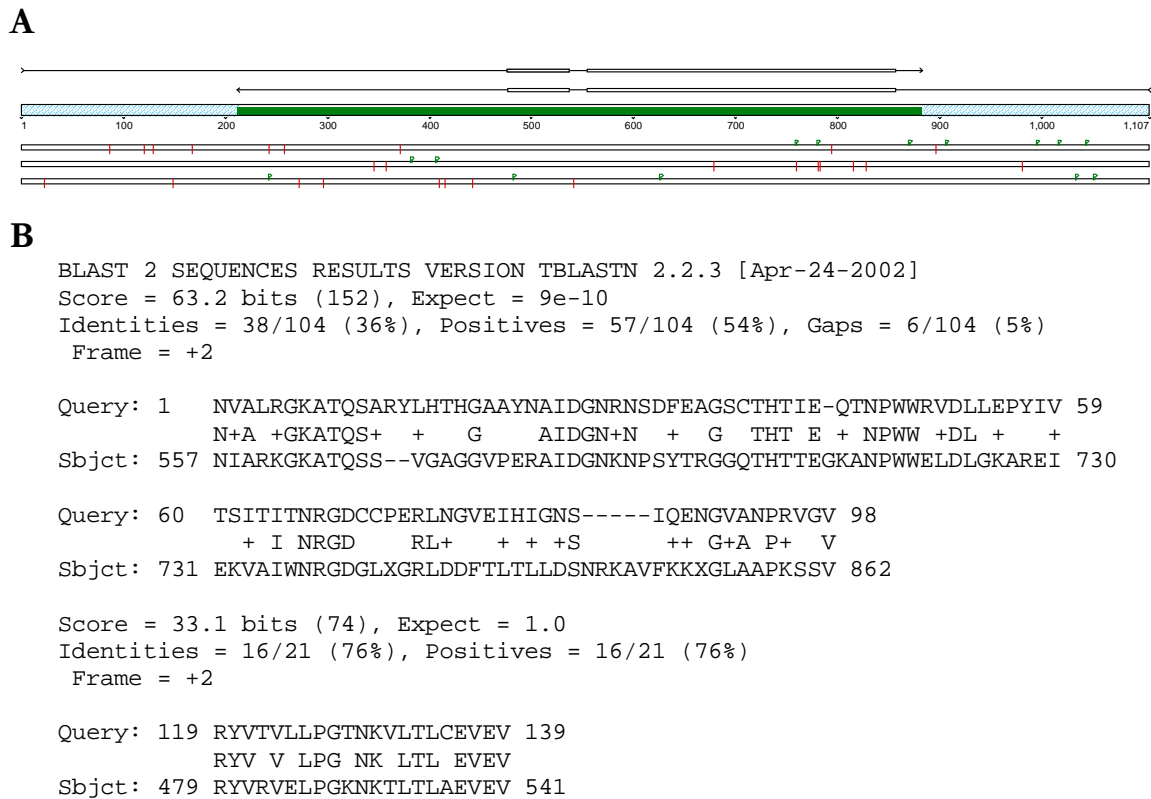 A
1 100 200 300 400 500 600 700 800 900 1,000 1,107
B
BLAST 2 SEQUENCES RESULTS VERSION TBLASTN 2.2.3 [Apr-24-2002]
Score = 63.2 bits (152), Expect = 9e-10
Identities = 38/104 (36%), Positives = 57/104 (54%), Gaps = 6/104 (5%)
Frame = +2
Query: 1 NVALRGKATQSARYLHTHGAAYNAIDGNRNSDFEAGSCTHTIE-QTNPWWRVDLLEPYIV 59
N+A +GKATQS+ + G AIDGN+N + G THT E + NPWW +DL + +
Sbjct: 557 NIARKGKATQSS--VGAGGVPERAIDGNKNPSYTRGGQTHTTEGKANPWWELDLGKAREI 730
Query: 60 TSITITNRGDCCPERLNGVEIHIGNS-----IQENGVANPRVGV 98
+ I NRGD RL+ + + +S ++ G+A P+ V
Sbjct: 731 EKVAIWNRGDGLXGRLDDFTLTLLDSNRKAVFKKXGLAAPKSSV 862
Score = 33.1 bits (74), Expect = 1.0
Identities = 16/21 (76%), Positives = 16/21 (76%)
Frame = +2
Query: 119 RYVTVLLPGTNKVLTLCEVEV 139
RYV V LPG NK LTL EVEV
Sbjct: 479 RYVRVELPGKNKTLTLAEVEV 541